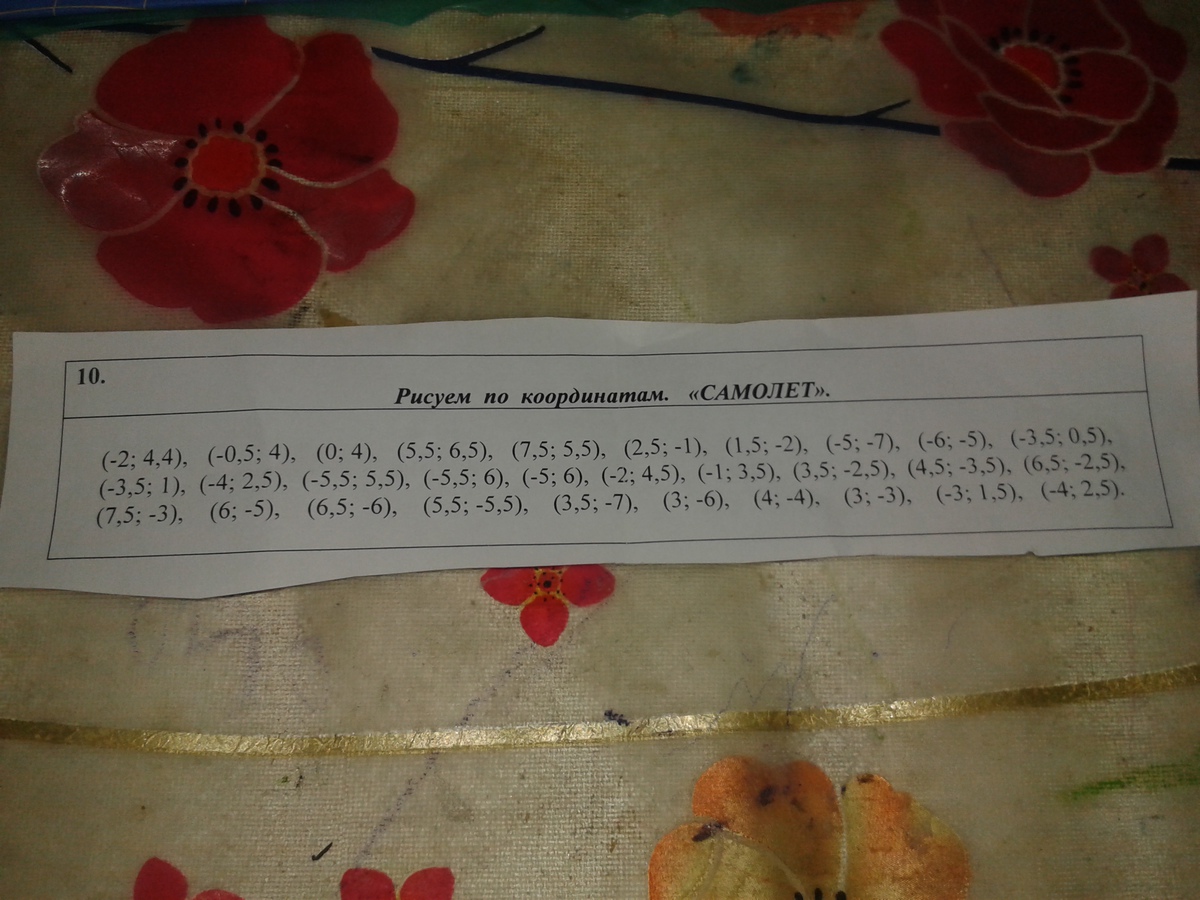 10.
Рисуем по координатам. «САМОЛЕТ».
(-2; 4,4), (-0,5; 4), (0; 4), (5,5; 6,5), (7,5; 5,5), (2,5; -1), (1,5; -2), (-5; -7), (-6; -5), (-3,5; 0,5),
(-3,5; 1), (-4; 2,5), (-5,5; 5,5), (-5,5; 6), (-5; 6), (-2; 4,5), (-1; 3,5), (3,5; -2,5), (4,5; -3,5), (6,5; -2,5),
(7,5; -3), (6; -5), (6,5; -6), (5,5; -5,5), (3,5; -7), (3; -6), (4; -4), (3; -3), (-3; 1,5), (-4; 2,5).